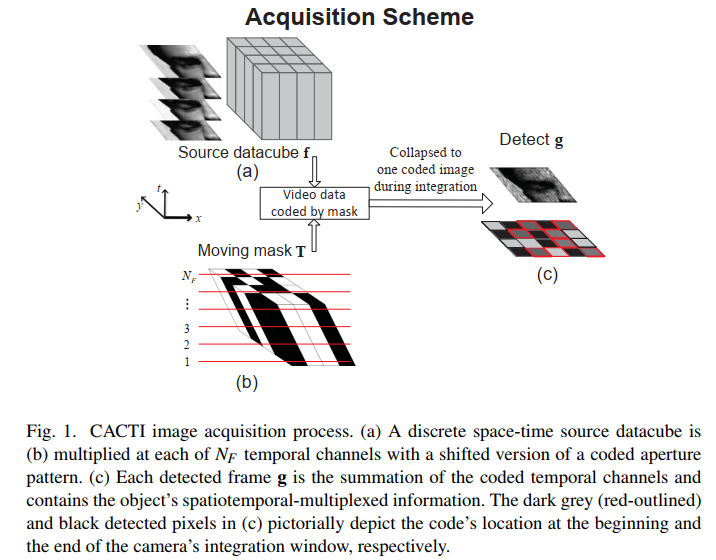 Acquisition Scheme
Source datacube f
(a)
t
y
x
Video data
coded by mask
Collapsed to
one coded image
during integration
Detect g
(c)
Moving mask T
N_F
⋮
3
2
1
(b)
Fig. 1. CACTI image acquisition process. (a) A discrete space-time source datacube is
(b) multiplied at each of N_F temporal channels with a shifted version of a coded aperture
pattern. (c) Each detected frame g is the summation of the coded temporal channels and
contains the object's spatiotemporal-multiplexed information. The dark grey (red-outlined)
and black detected pixels in (c) pictorially depict the code's location at the beginning and
the end of the camera's integration window, respectively.